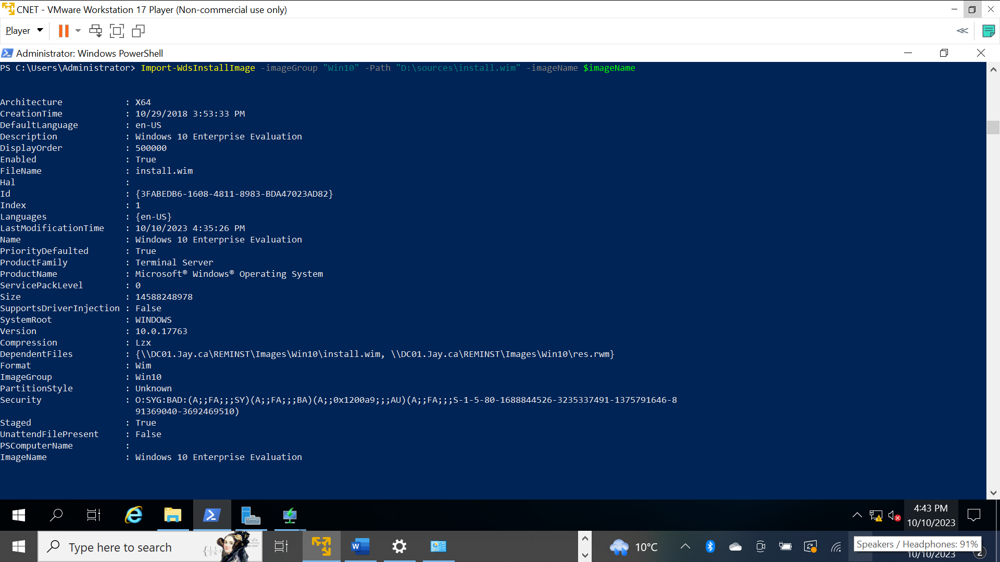 CNET - VMware Workstation 17 Player (Non-commercial use only)
Player
Administrator: Windows PowerShell
PS C:\Users\Administrator> Import-WdsInstallImage -imageGroup "Win10" -Path "D:\sources\install.wim" -imageName $imageName
Architecture : X64
CreationTime : 10/29/2018 3:53:33 PM
DefaultLanguage : en-US
Description : Windows 10 Enterprise Evaluation
DisplayOrder : 500000
Enabled : True
FileName : install.wim
Hal :
Id : {3FABEDB6-1608-4811-8983-BDA47023AD82}
Index : 1
Languages : {en-US}
LastModificationTime : 10/10/2023 4:35:26 PM
Name : Windows 10 Enterprise Evaluation
PriorityDefaulted : True
ProductFamily : Terminal Server
ProductName : Microsoft® Windows® Operating System
ServicePackLevel : 0
Size : 14588248978
SupportsDriverInjection : False
SystemRoot : WINDOWS
Version : 10.0.17763
Compression : Lzx
DependentFiles : {\\DC01.Jay.ca\REMINST\Images\Win10\install.wim, \\DC01.Jay.ca\REMINST\Images\Win10\res.rwm}
Format : Wim
ImageGroup : Win10
PartitionStyle : Unknown
Security : O:SYG:BAD:(A;;FA;;;SY)(A;;FA;;;BA)(A;;0x1200a9;;;AU)(A;;FA;;;S-1-5-80-1688844526-3235337491-1375791646-8
91369040-3692469510)
Staged : True
UnattendFilePresent : False
PSComputerName :
ImageName : Windows 10 Enterprise Evaluation
4:43 PM
10/10/2023
Type here to search
10°C
Speakers / Headphones: 91%
10/10/2023
2